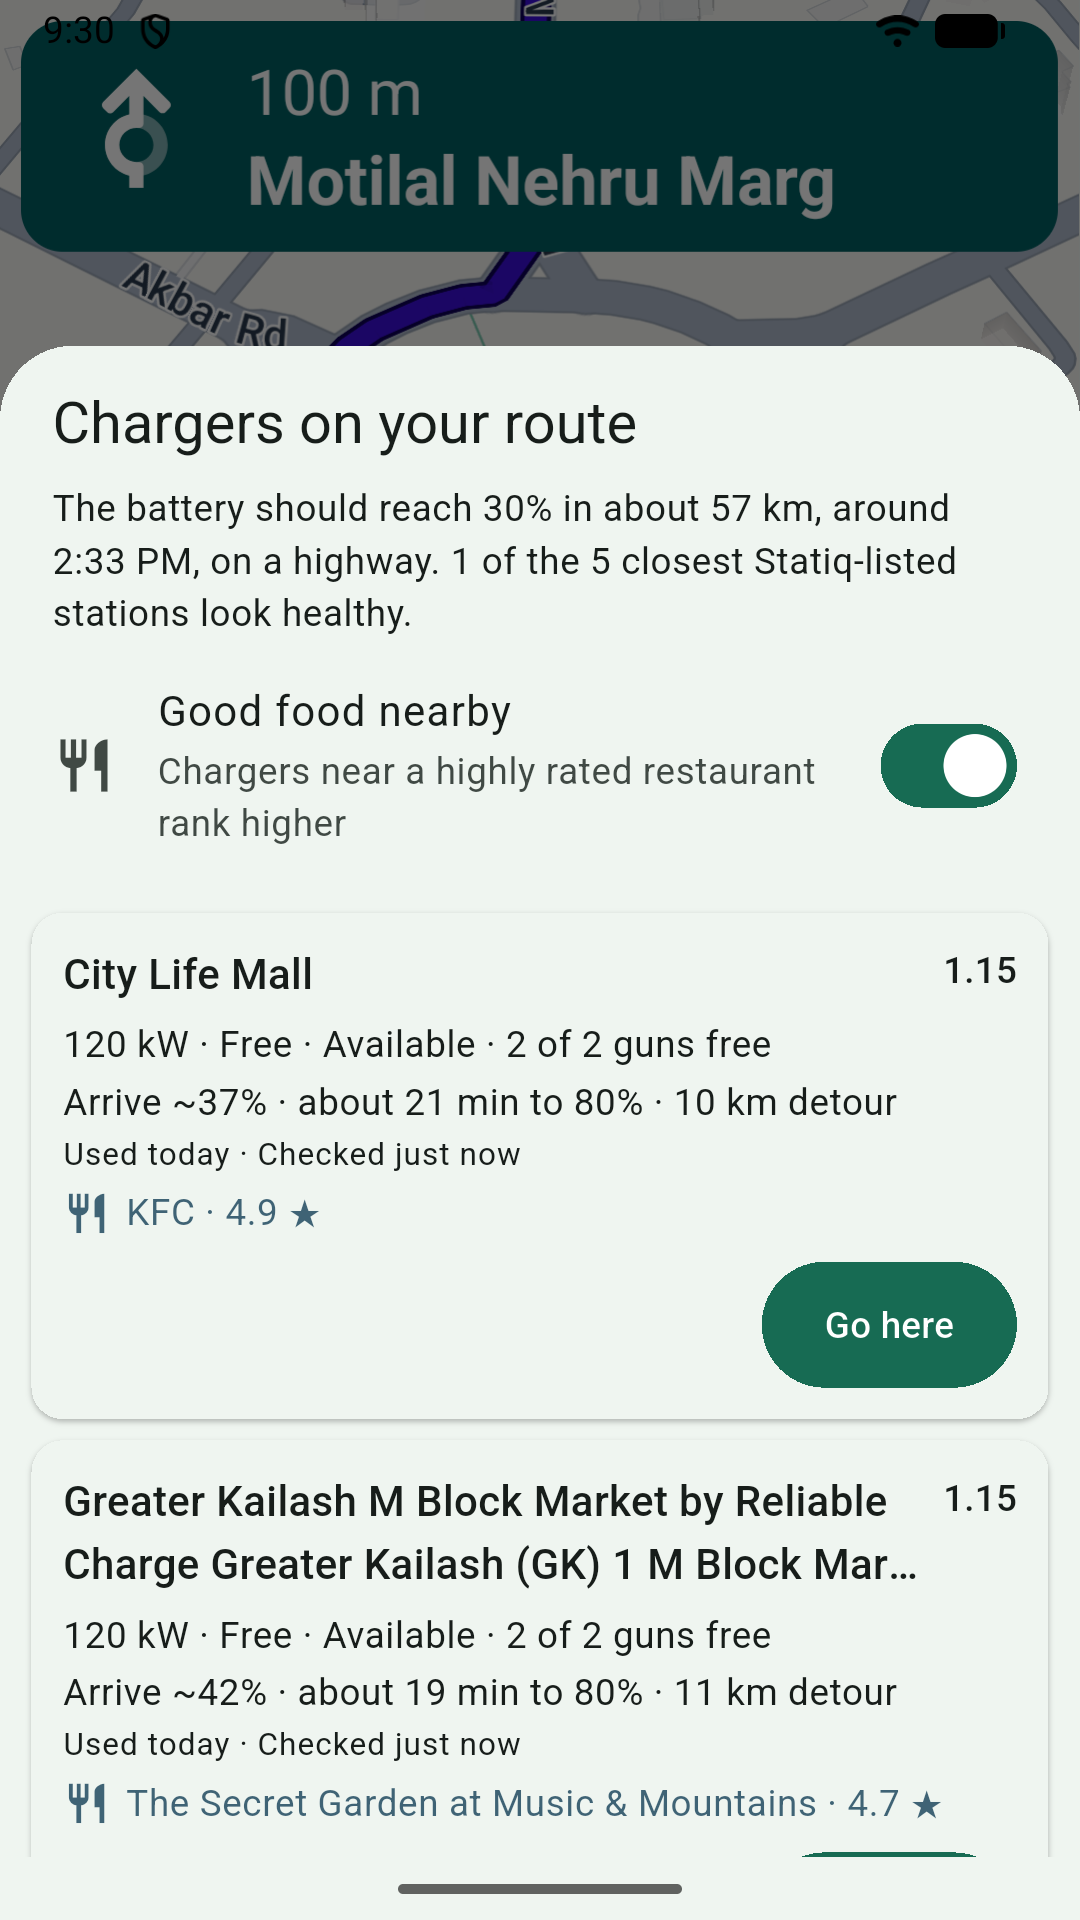 9:30
100 m
Motilal Nehru Marg
Akbar Rd
Chargers on your route
The battery should reach 30% in about 57 km, around
2:33 PM, on a highway. 1 of the 5 closest Statiq-listed
stations look healthy.
Good food nearby
Chargers near a highly rated restaurant
rank higher
City Life Mall 1.15
120 kW · Free · Available · 2 of 2 guns free
Arrive ~37% · about 21 min to 80% · 10 km detour
Used today · Checked just now
KFC · 4.9 ★
Go here
Greater Kailash M Block Market by Reliable 1.15
Charge Greater Kailash (GK) 1 M Block Mar…
120 kW · Free · Available · 2 of 2 guns free
Arrive ~42% · about 19 min to 80% · 11 km detour
Used today · Checked just now
The Secret Garden at Music & Mountains · 4.7 ★